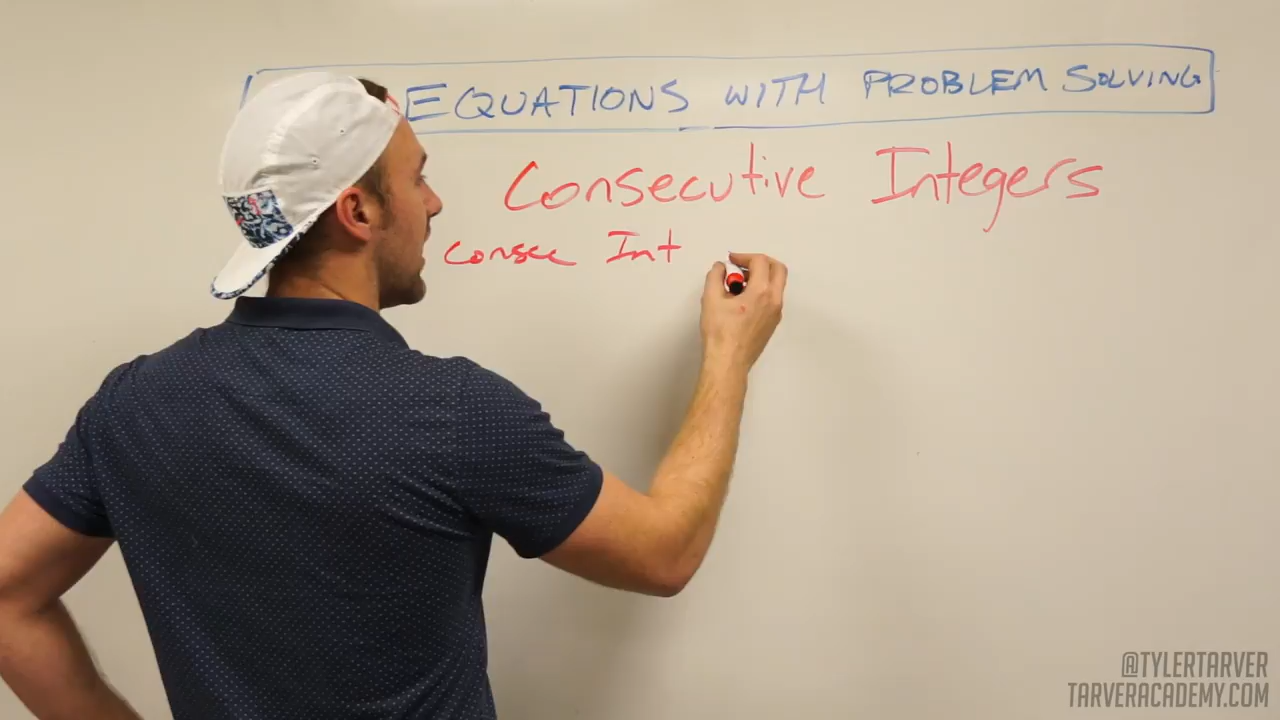 EQUATIONS WITH PROBLEM SOLVING
Consecutive Integers
Consec Int
@TYLERTARVER
TARVERACADEMY.COM